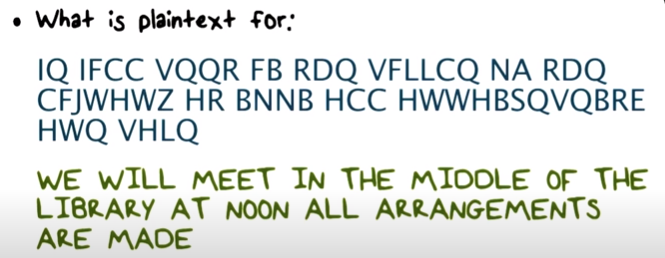 • What is plaintext for:
IQ IFCC VQQR FB RDQ VFLLCQ NA RDQ
CFJWHWZ HR BNNB HCC HWWHBSQVQBRE
HWQ VHLQ
WE WILL MEET IN THE MIDDLE OF THE
LIBRARY AT NOON ALL ARRANGEMENTS
ARE MADE